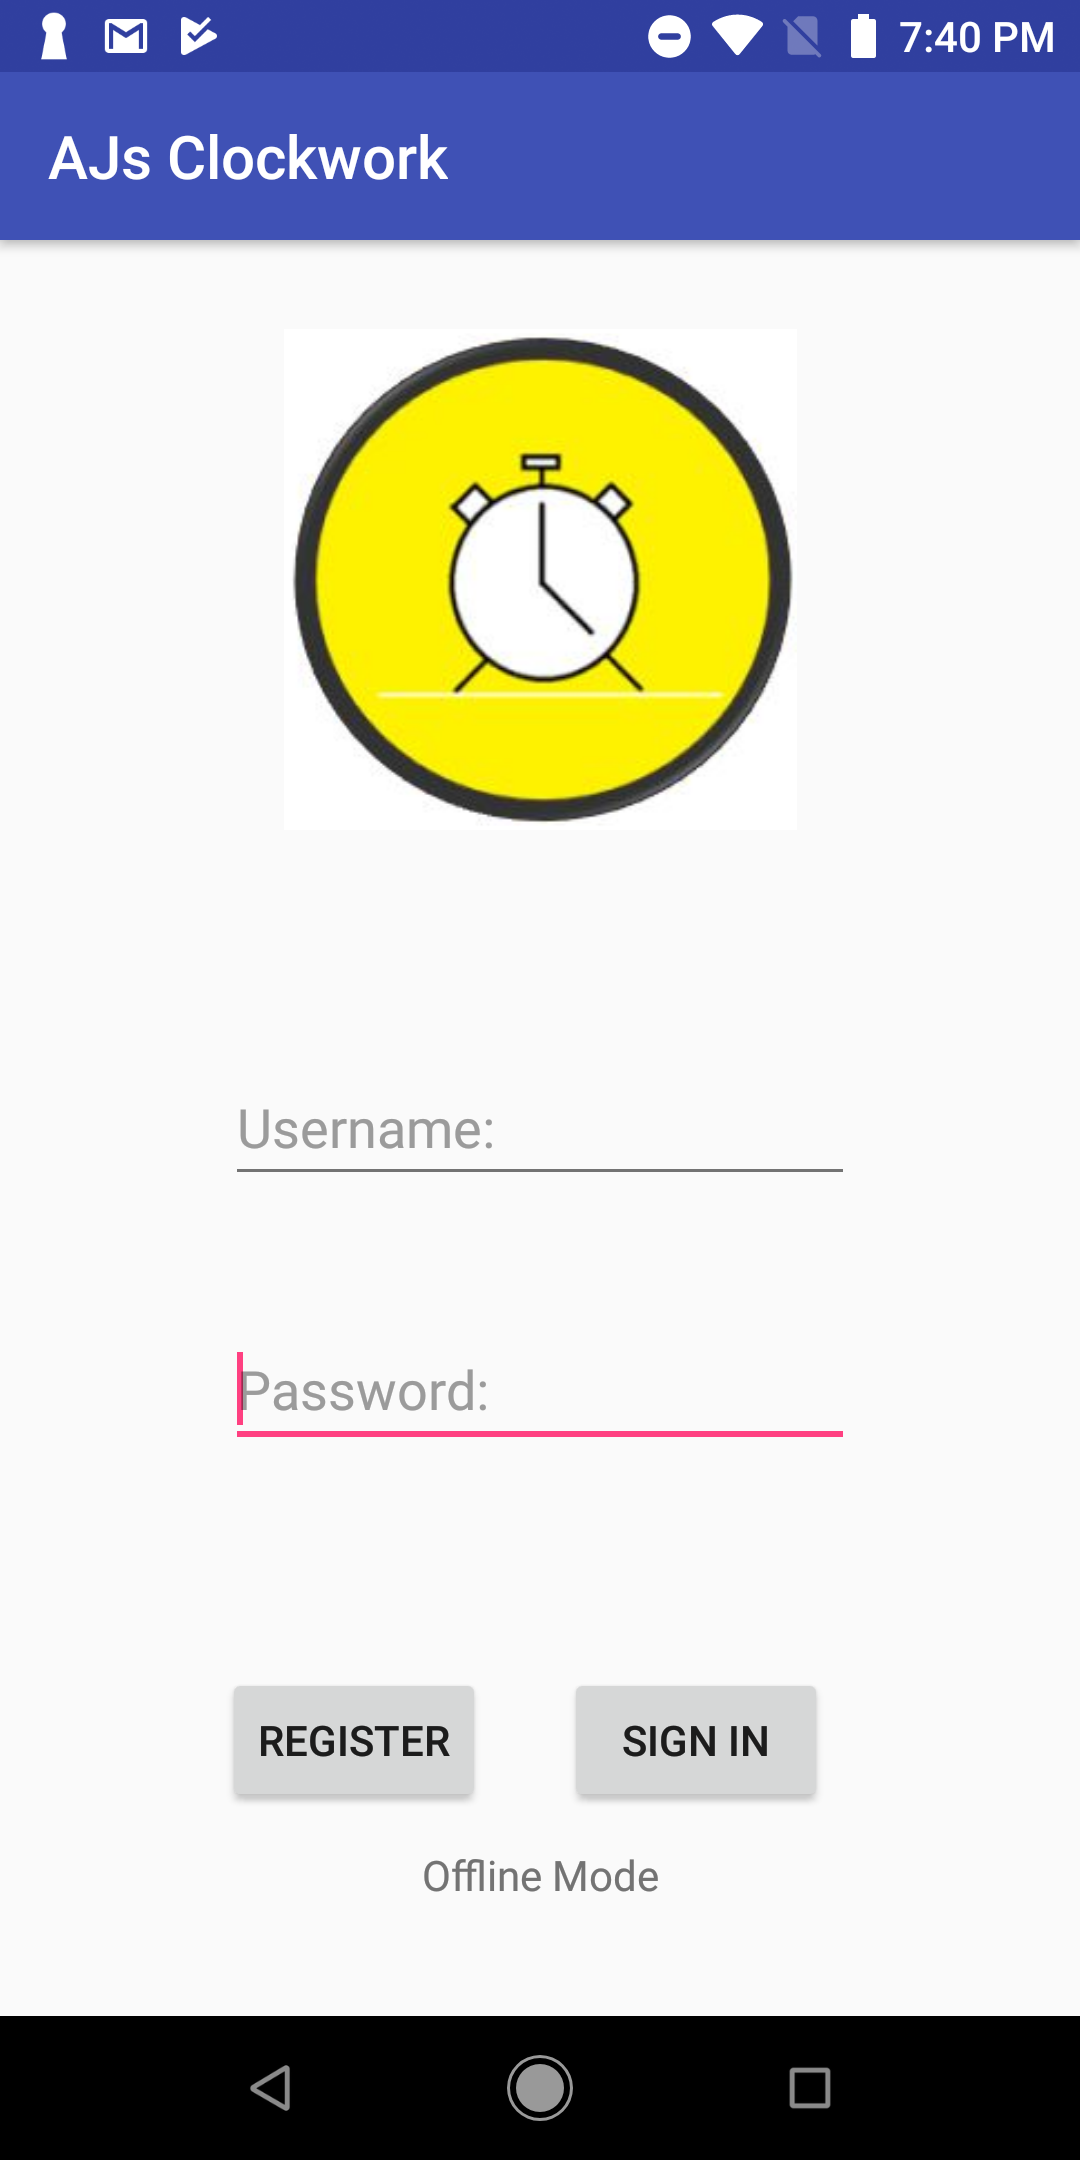 7:40 PM
AJs Clockwork
Username:
Password:
REGISTER SIGN IN
Offline Mode